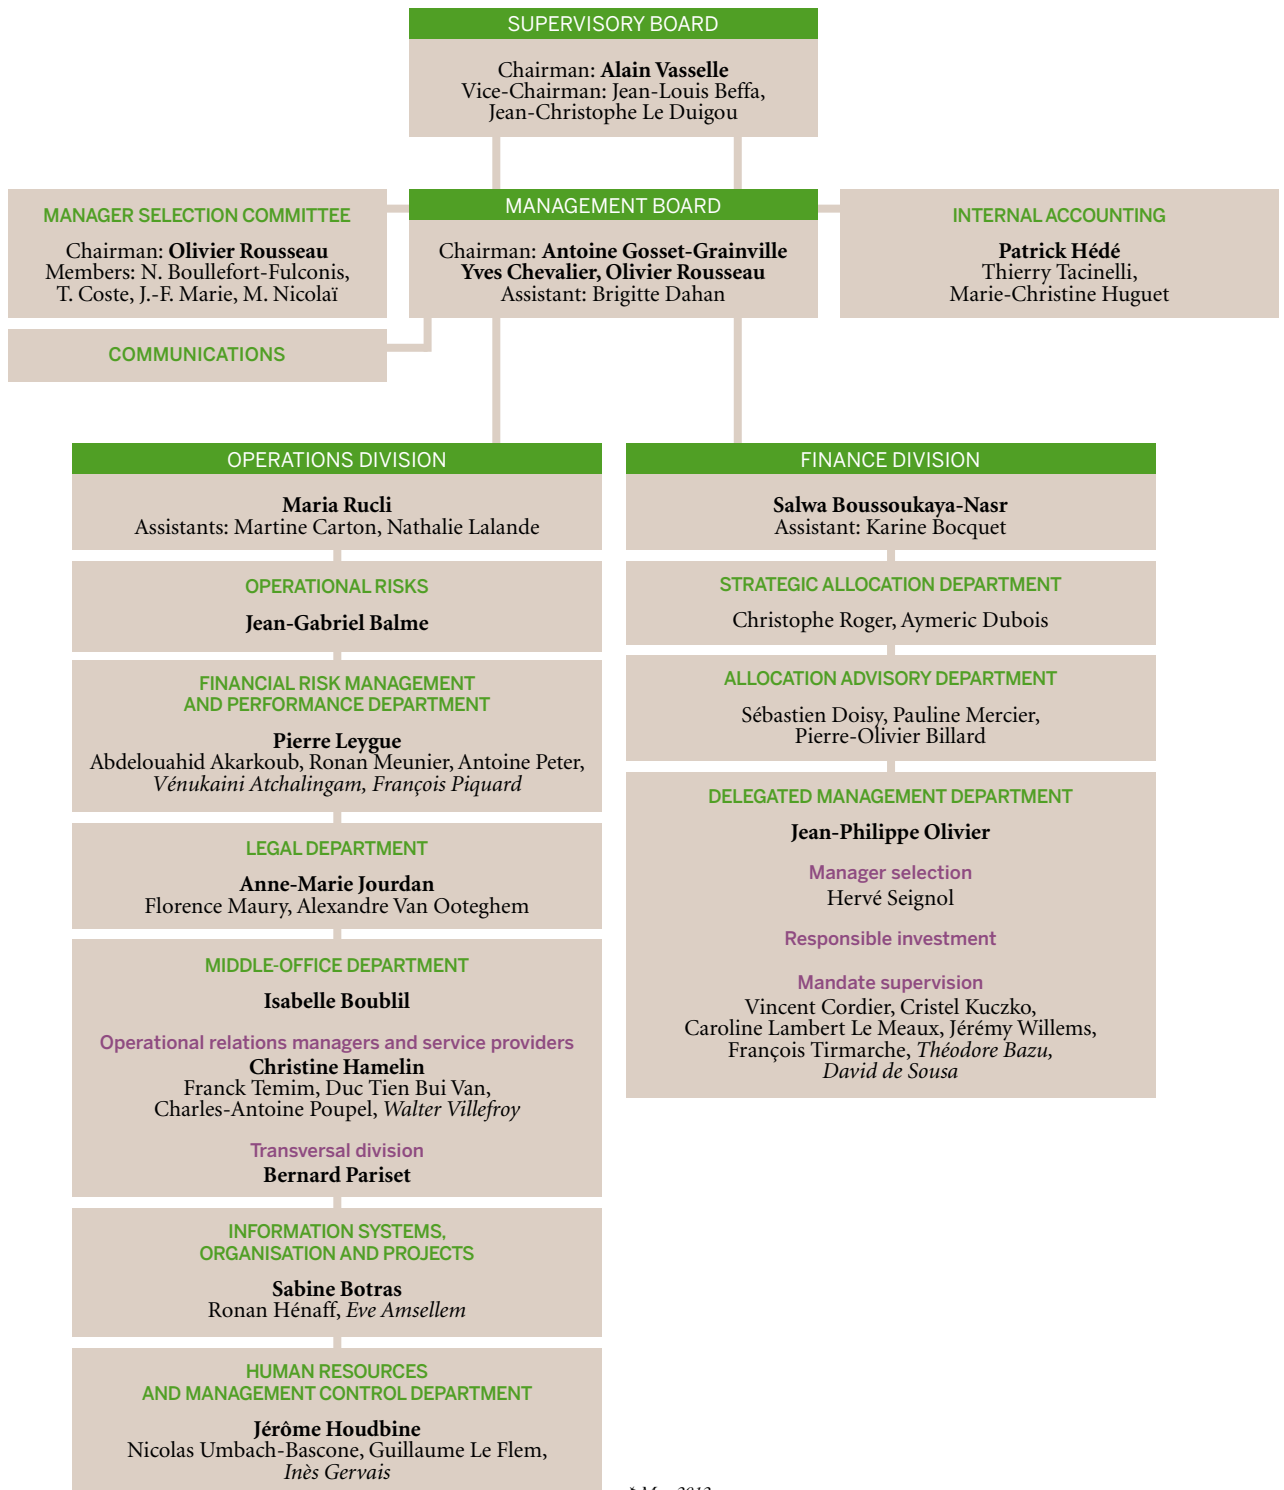 SUPERVISORY BOARD
Chairman: Alain Vasselle
Vice-Chairman: Jean-Louis Beffa,
Jean-Christophe Le Duigou
MANAGER SELECTION COMMITTEE
Chairman: Olivier Rousseau
Members: N. Boullefort-Fulconis,
T. Coste, J.-F. Marie, M. Nicolaï
MANAGEMENT BOARD
Chairman: Antoine Gosset-Grainville
Yves Chevalier, Olivier Rousseau
Assistant: Brigitte Dahan
INTERNAL ACCOUNTING
Patrick Hédé
Thierry Tacinelli,
Marie-Christine Huguet
COMMUNICATIONS
OPERATIONS DIVISION
Maria Rucli
Assistants: Martine Carton, Nathalie Lalande
OPERATIONAL RISKS
Jean-Gabriel Balme
FINANCIAL RISK MANAGEMENT
AND PERFORMANCE DEPARTMENT
Pierre Leygue
Abdelouahid Akarkoub, Ronan Meunier, Antoine Peter,
Vénukaini Atchalingam, François Piquard
LEGAL DEPARTMENT
Anne-Marie Jourdan
Florence Maury, Alexandre Van Ooteghem
MIDDLE-OFFICE DEPARTMENT
Isabelle Boublil
Operational relations managers and service providers
Christine Hamelin
Franck Temim, Duc Tien Bui Van,
Charles-Antoine Poupel, Walter Villefroy
Transversal division
Bernard Pariset
INFORMATION SYSTEMS,
ORGANISATION AND PROJECTS
Sabine Botras
Ronan Hénaff, Eve Amsellem
HUMAN RESOURCES
AND MANAGEMENT CONTROL DEPARTMENT
Jérôme Houdbine
Nicolas Umbach-Bascone, Guillaume Le Flem,
Inès Gervais
FINANCE DIVISION
Salwa Boussoukaya-Nasr
Assistant: Karine Bocquet
STRATEGIC ALLOCATION DEPARTMENT
Christophe Roger, Aymeric Dubois
ALLOCATION ADVISORY DEPARTMENT
Sébastien Doisy, Pauline Mercier,
Pierre-Olivier Billard
DELEGATED MANAGEMENT DEPARTMENT
Jean-Philippe Olivier
Manager selection
Hervé Seignol
Responsible investment
Mandate supervision
Vincent Cordier, Cristel Kuczko,
Caroline Lambert Le Meaux, Jérémy Willems,
François Tirmarche, Théodore Bazu,
David de Sousa